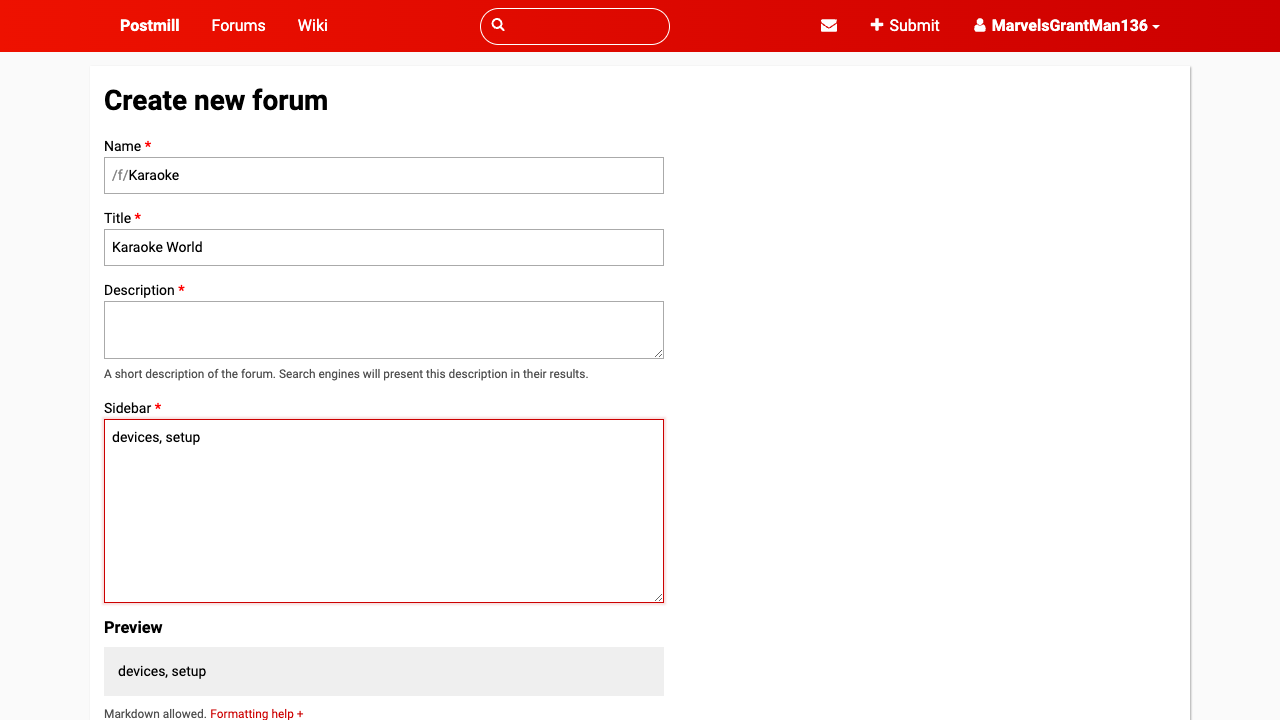 Postmill Forums Wiki Submit MarvelsGrantMan136
Create new forum
Name *
/f/Karaoke
Title *
Karaoke World
Description *
A short description of the forum. Search engines will present this description in their results.
Sidebar *
devices, setup
Preview
devices, setup
Markdown allowed. Formatting help +